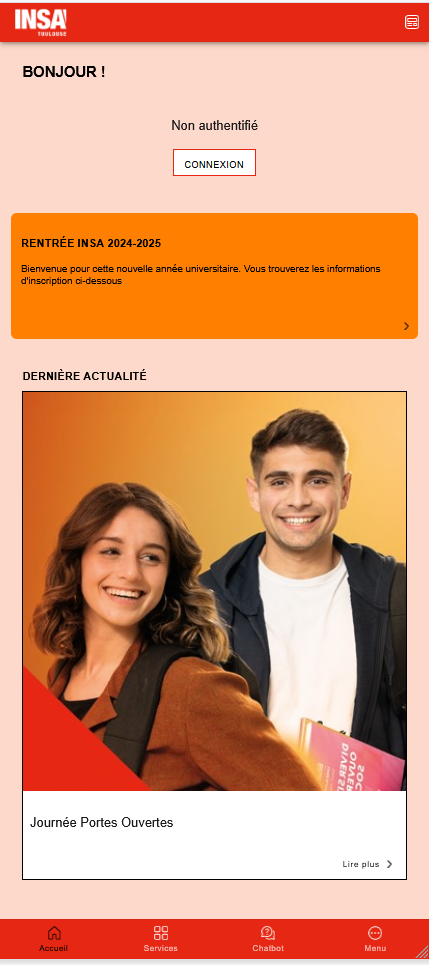 INSA
TOULOUSE
BONJOUR !
Non authentifié
CONNEXION
RENTRÉE INSA 2024-2025
Bienvenue pour cette nouvelle année universitaire. Vous trouverez les informations
d'inscription ci-dessous
DERNIÈRE ACTUALITÉ
Journée Portes Ouvertes
Lire plus
Accueil
Services
Chatbot
Menu